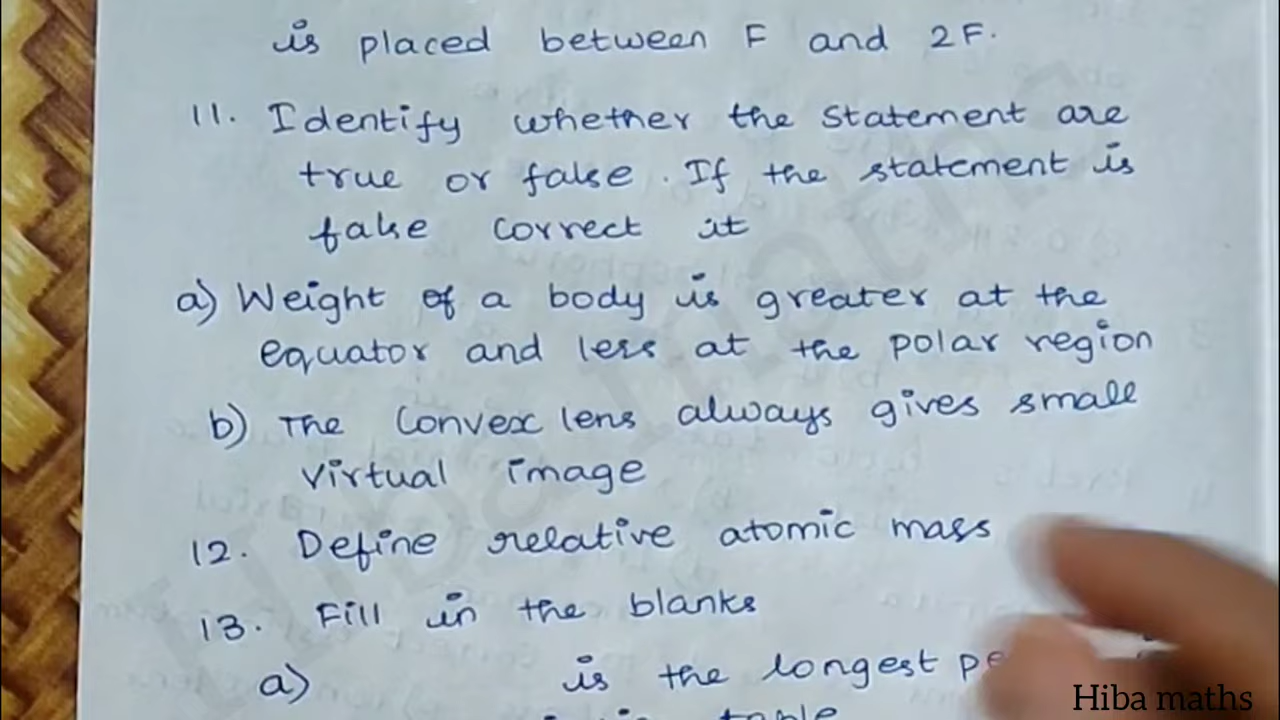 is placed between F and 2F.
11. Identify whether the statement are
true or false. If the statement is
false correct it
a) Weight of a body is greater at the
equator and less at the polar region
b) The Convex lens always gives small
virtual image
12. Define relative atomic mass
13. Fill in the blanks
a) is the longest
table
Hiba maths